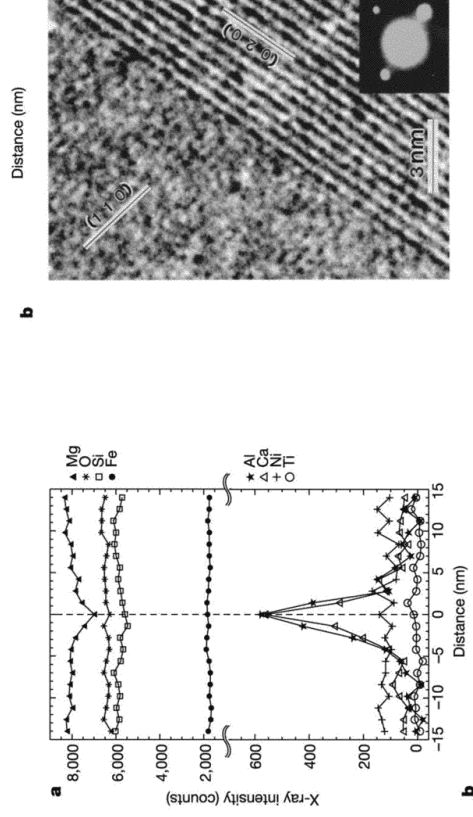 a
X-ray intensity (counts)
8,000
6,000
4,000
2,000
600
400
200
0
Mg
O
Si
Fe
Al
Ca
Ni
Ti
−15
−10
−5
0
5
10
15
Distance (nm)
b
Distance (nm)
b
(1 1 0)
(0 2 0)
3 nm